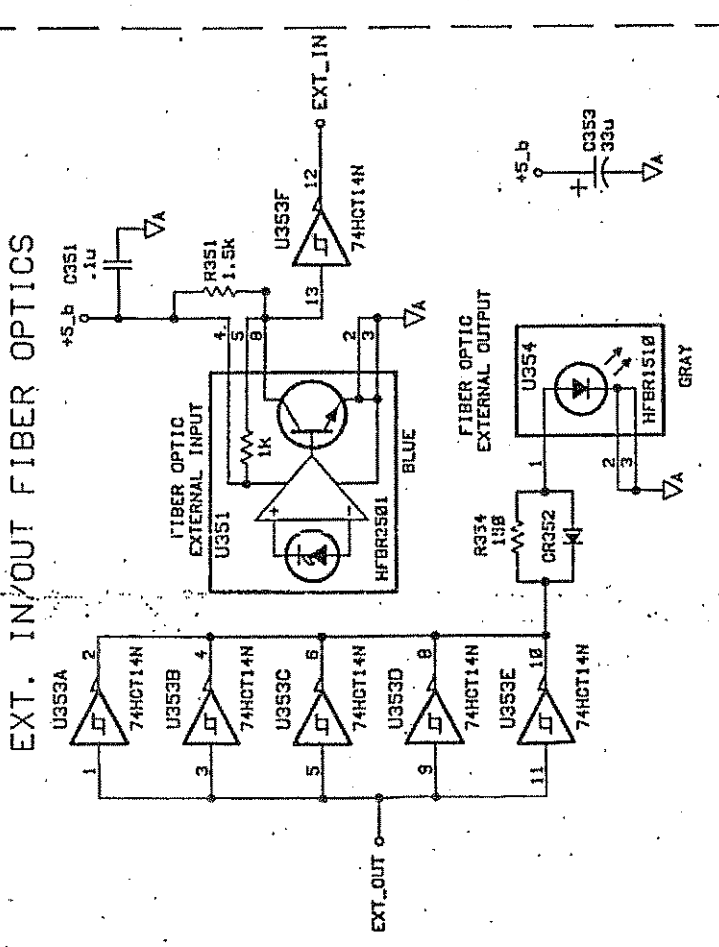 EXT. IN/OUT FIBER OPTICS
U353A
1
2
74HCT14N
U353B
3
4
74HCT14N
U353C
5
6
74HCT14N
U353D
9
8
74HCT14N
U353E
11
10
74HCT14N
EXT_OUT
FIBER OPTIC
EXTERNAL INPUT
U351
+
-
1K
HFBR2501
BLUE
4
5
8
2
3
A
+5_b
C351
.1u
A
R351
1.5k
U353F
13
12
74HCT14N
EXT_IN
R354
CR352
FIBER OPTIC
EXTERNAL OUTPUT
U354
1
2
3
HFBR1510
GRAY
A
+5_b
+
C353
33u
A